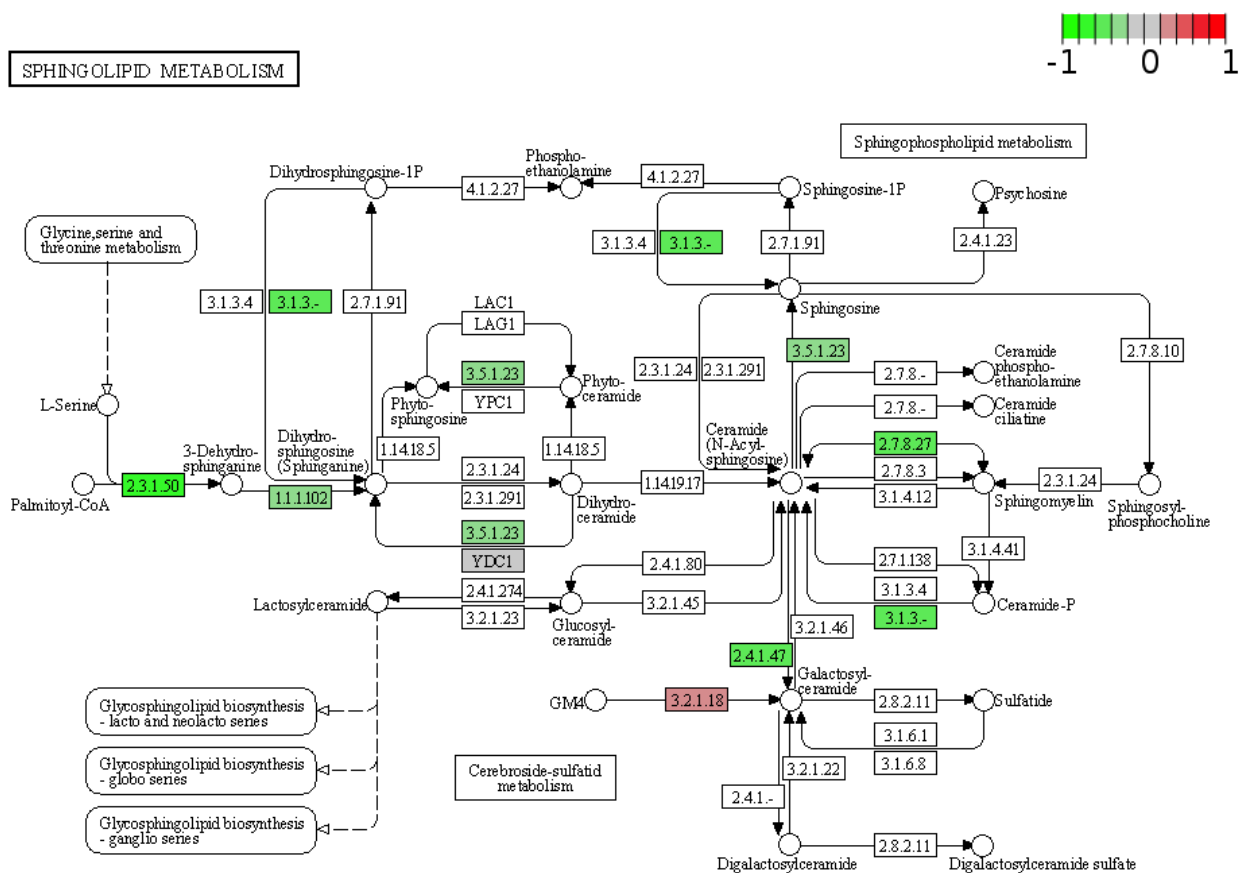 -1 0 1
SPHINGOLIPID METABOLISM
Sphingophospholipid metabolism
Dihydrosphingosine-1P
Phospho-
ethanolamine
4.1.2.27
4.1.2.27
Sphingosine-1P
Psychosine
Glycine,serine and
threonine metabolism
3.1.3.4
3.1.3.-
2.7.1.91
2.4.1.23
3.1.3.4
3.1.3.-
2.7.1.91
LAC1
LAG1
Sphingosine
3.5.1.23
YPC1
Phyto-
sphingosine
Phyto-
ceramide
2.3.1.24
2.3.1.291
3.5.1.23
2.7.8.10
2.7.8.-
Ceramide
phospho-
ethanolamine
2.7.8.-
Ceramide
ciliatine
L-Serine
1.14.18.5
1.14.18.5
Ceramide
(N-Acyl-
sphingosine)
2.7.8.27
2.7.8.3
3.1.4.12
Palmitoyl-CoA
2.3.1.50
3-Dehydro-
sphinganine
1.1.1.102
Dihydro-
sphingosine
(Sphinganine)
2.3.1.24
2.3.1.291
Dihydro-
ceramide
1.14.19.17
Sphingomyelin
2.3.1.24
Sphingosyl-
phosphocholine
3.5.1.23
YDC1
3.1.4.41
2.4.1.80
2.7.1.138
3.1.3.4
3.1.3.-
Ceramide-P
Lactosylceramide
2.4.1.274
3.2.1.23
Glucosyl-
ceramide
3.2.1.45
3.2.1.46
2.4.1.47
GM4
3.2.1.18
Galactosyl-
ceramide
2.8.2.11
Sulfatide
3.1.6.1
3.1.6.8
Glycosphingolipid biosynthesis
- lacto and neolacto series
Glycosphingolipid biosynthesis
- globo series
Glycosphingolipid biosynthesis
- ganglio series
Cerebroside-sulfatid
metabolism
3.2.1.22
2.4.1.-
Digalactosylceramide
2.8.2.11
Digalactosylceramide sulfate